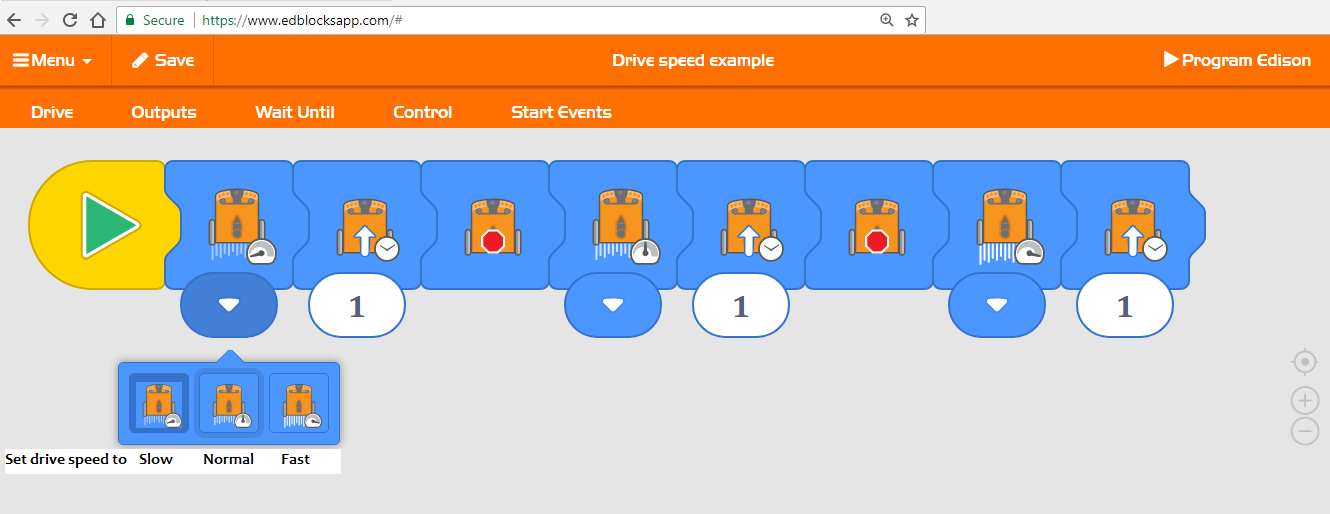 Secure https://www.edblocksapp.com/#
Menu Save Drive speed example Program Edison
Drive Outputs Wait Until Control Start Events
1 1 1
Set drive speed to Slow Normal Fast